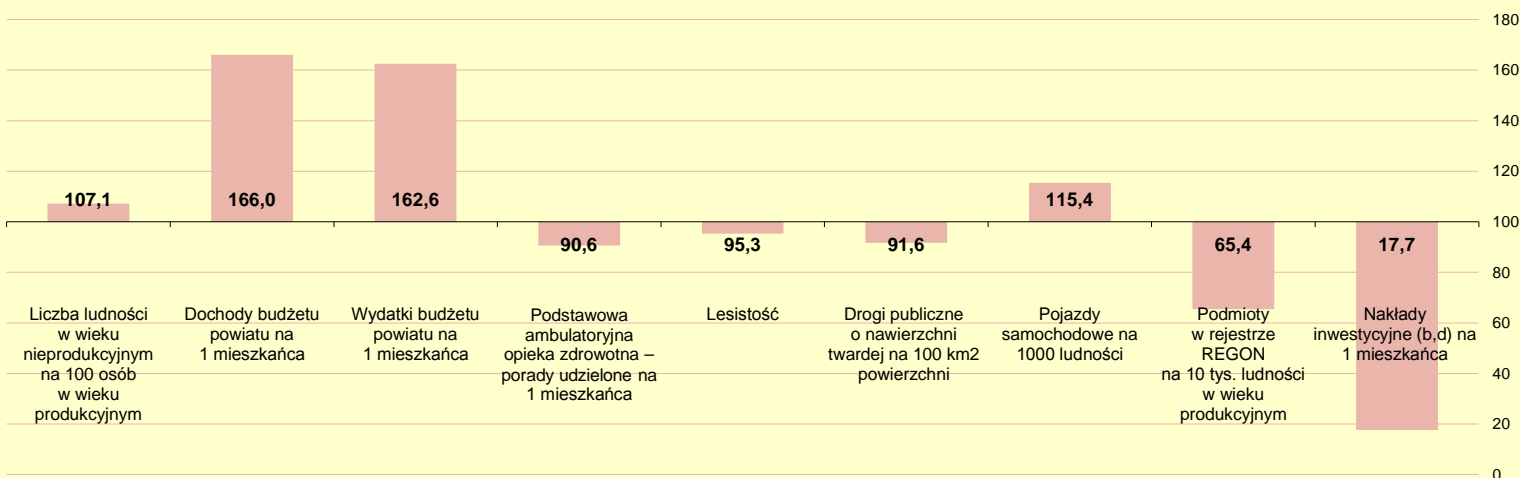 180
160
140
120
100
80
60
40
20
0
107,1
166,0
162,6
90,6
95,3
91,6
115,4
65,4
17,7
Liczba ludności
w wieku
nieprodukcyjnym
na 100 osób
w wieku
produkcyjnym
Dochody budżetu
powiatu na
1 mieszkańca
Wydatki budżetu
powiatu na
1 mieszkańca
Podstawowa
ambulatoryjna
opieka zdrowotna –
porady udzielone na
1 mieszkańca
Lesistość
Drogi publiczne
o nawierzchni
twardej na 100 km2
powierzchni
Pojazdy
samochodowe na
1000 ludności
Podmioty
w rejestrze
REGON
na 10 tys. ludności
w wieku
produkcyjnym
Nakłady
inwestycyjne (b,d) na
1 mieszkańca